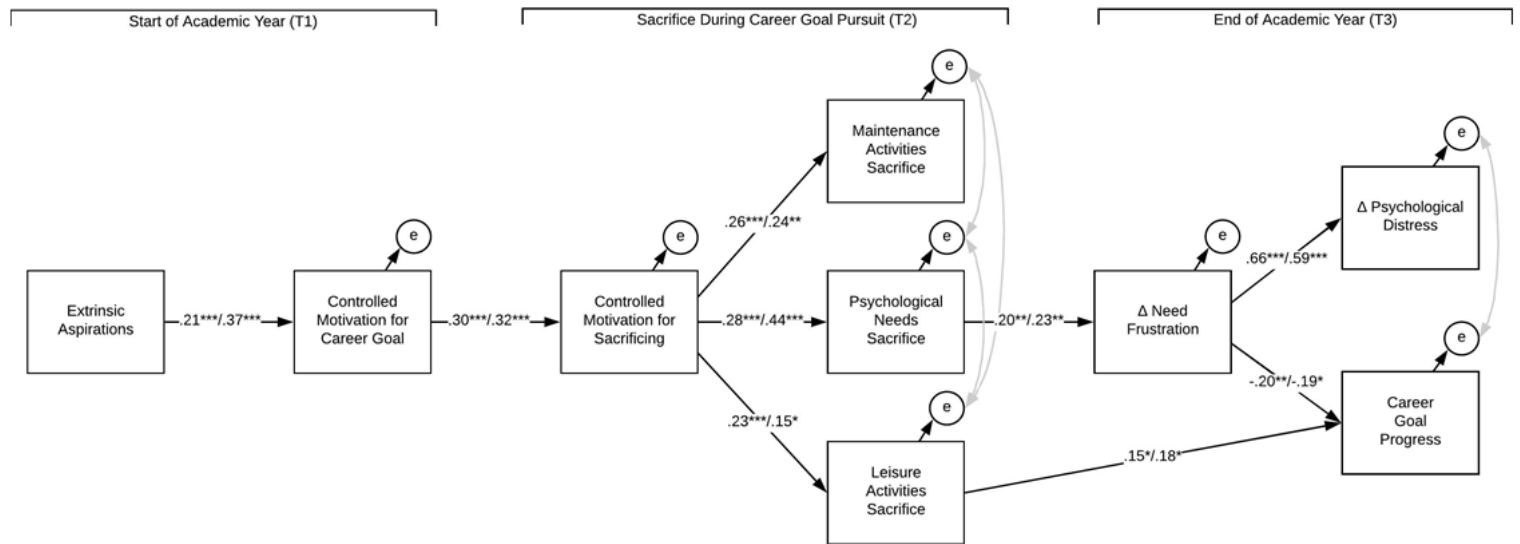 Start of Academic Year (T1)
Sacrifice During Career Goal Pursuit (T2)
End of Academic Year (T3)
Extrinsic
Aspirations
.21***/.37***
e
Controlled
Motivation for
Career Goal
.30***/.32***
e
Controlled
Motivation for
Sacrificing
.26***/.24**
.28***/.44***
.23***/.15*
e
Maintenance
Activities
Sacrifice
e
Psychological
Needs
Sacrifice
e
Leisure
Activities
Sacrifice
.20**/.23**
.15*/.18*
e
Δ Need
Frustration
.66***/.59***
-.20**/-.19*
e
Δ Psychological
Distress
e
Career
Goal
Progress